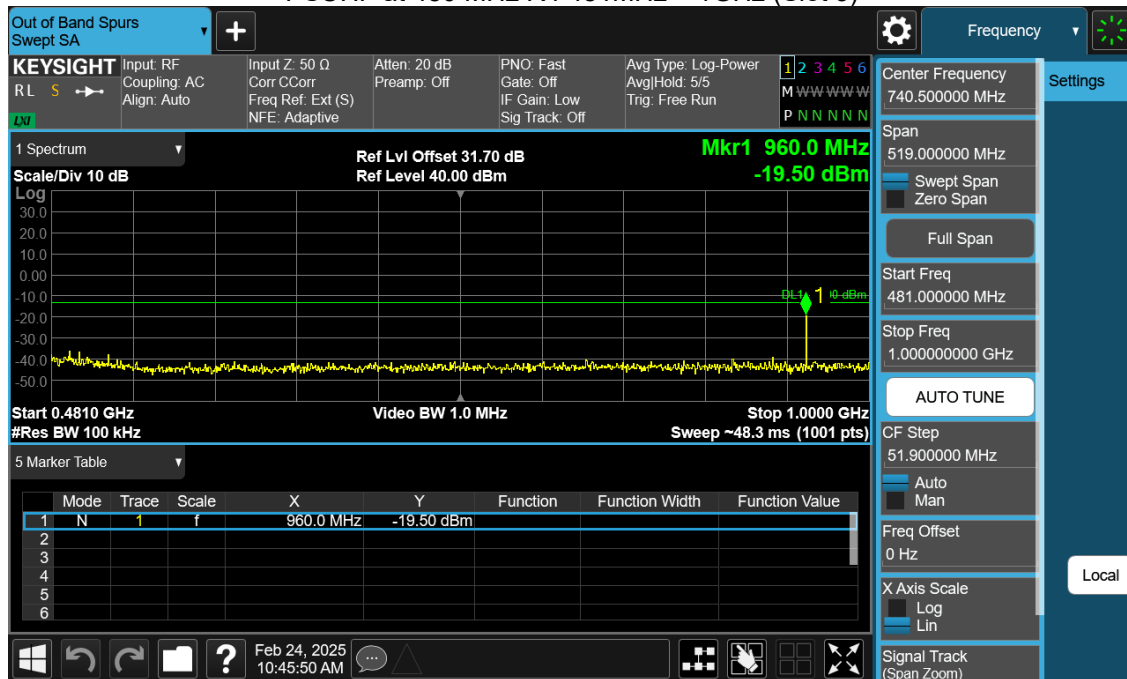 Out of Band Spurs
Swept SA
Frequency
KEYSIGHT
RL S
LXI
Input: RF
Coupling: AC
Align: Auto
Input Z: 50 Ω
Corr CCorr
Freq Ref: Ext (S)
NFE: Adaptive
Atten: 20 dB
Preamp: Off
PNO: Fast
Gate: Off
IF Gain: Low
Sig Track: Off
Avg Type: Log-Power
Avg|Hold: 5/5
Trig: Free Run
1 2 3 4 5 6
M W W W W W
P N N N N N
1 Spectrum
Scale/Div 10 dB
Ref Lvl Offset 31.70 dB
Ref Level 40.00 dBm
Mkr1 960.0 MHz
-19.50 dBm
Log
30.0
20.0
10.0
0.00
-10.0
-20.0
-30.0
-40.0
-50.0
1
Start 0.4810 GHz
#Res BW 100 kHz
Video BW 1.0 MHz
Stop 1.0000 GHz
Sweep ~48.3 ms (1001 pts)
5 Marker Table
Mode Trace Scale X Y Function Function Width Function Value
1 N 1 f 960.0 MHz -19.50 dBm
2
3
4
5
6
Feb 24, 2025
10:45:50 AM
Center Frequency
740.500000 MHz
Settings
Span
519.000000 MHz
Swept Span
Zero Span
Full Span
Start Freq
481.000000 MHz
Stop Freq
1.000000000 GHz
AUTO TUNE
CF Step
51.900000 MHz
Auto
Man
Freq Offset
0 Hz
Local
X Axis Scale
Log
Lin
Signal Track
(Span Zoom)